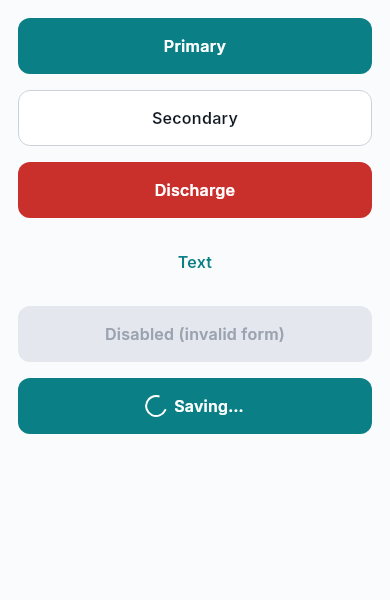 Primary
Secondary
Discharge
Text
Disabled (invalid form)
Saving...